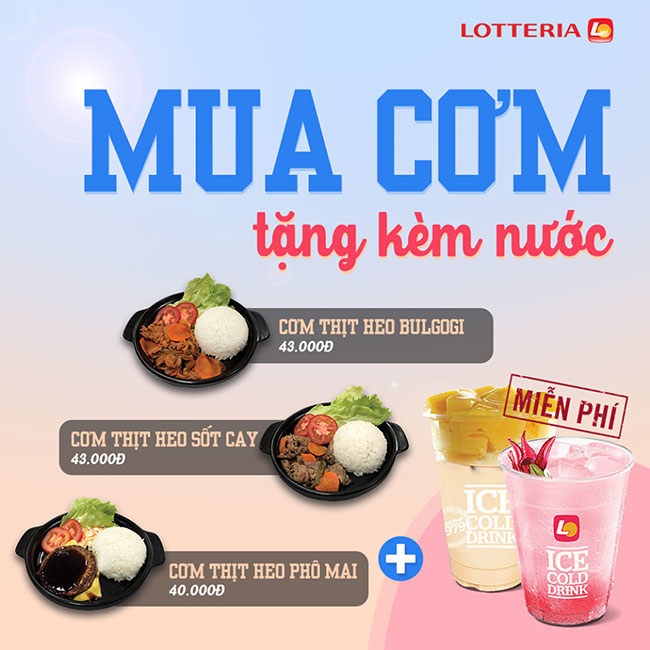 LOTTERIA
MUA CƠM
tặng kèm nước
CƠM THỊT HEO BULGOGI
43.000Đ
MIỄN PHÍ
CƠM THỊT HEO SỐT CAY
43.000Đ
ICE
COLD
DRINK
1979
ICE
COLD
DRINK
CƠM THỊT HEO PHÔ MAI
40.000Đ
+